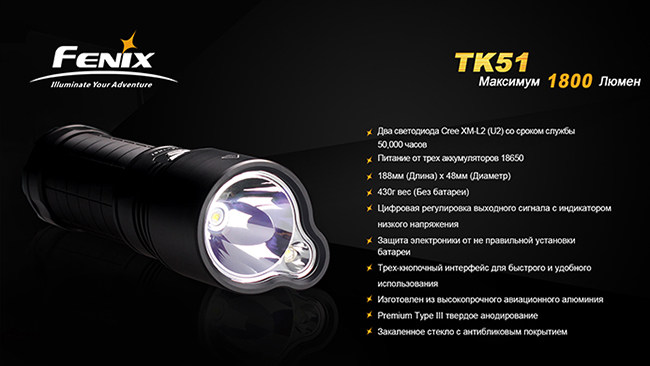 FENIX
Illuminate Your Adventure
TK51
Максимум 1800 Люмен
Два светодиода Cree XM-L2 (U2) со сроком службы
50,000 часов
Питание от трех аккумуляторов 18650
188мм (Длина) х 48мм (Диаметр)
430г вес (Без батареи)
Цифровая регулировка выходного сигнала с индикатором
низкого напряжения
Защита электроники от не правильной установки
батареи
Трех-кнопочный интерфейс для быстрого и удобного
использования
Изготовлен из высокопрочного авиационного алюминия
Premium Type III твердое анодирование
Закаленное стекло с антибликовым покрытием